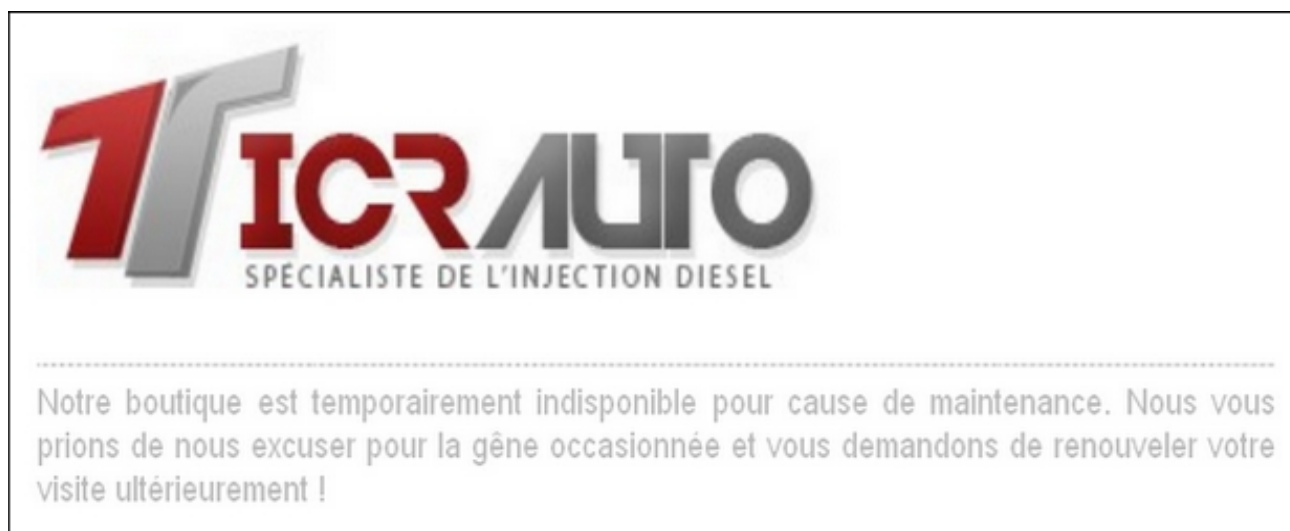 ICRAUTO
SPÉCIALISTE DE L'INJECTION DIESEL
Notre boutique est temporairement indisponible pour cause de maintenance. Nous vous
prions de nous excuser pour la gêne occasionnée et vous demandons de renouveler votre
visite ultérieurement !